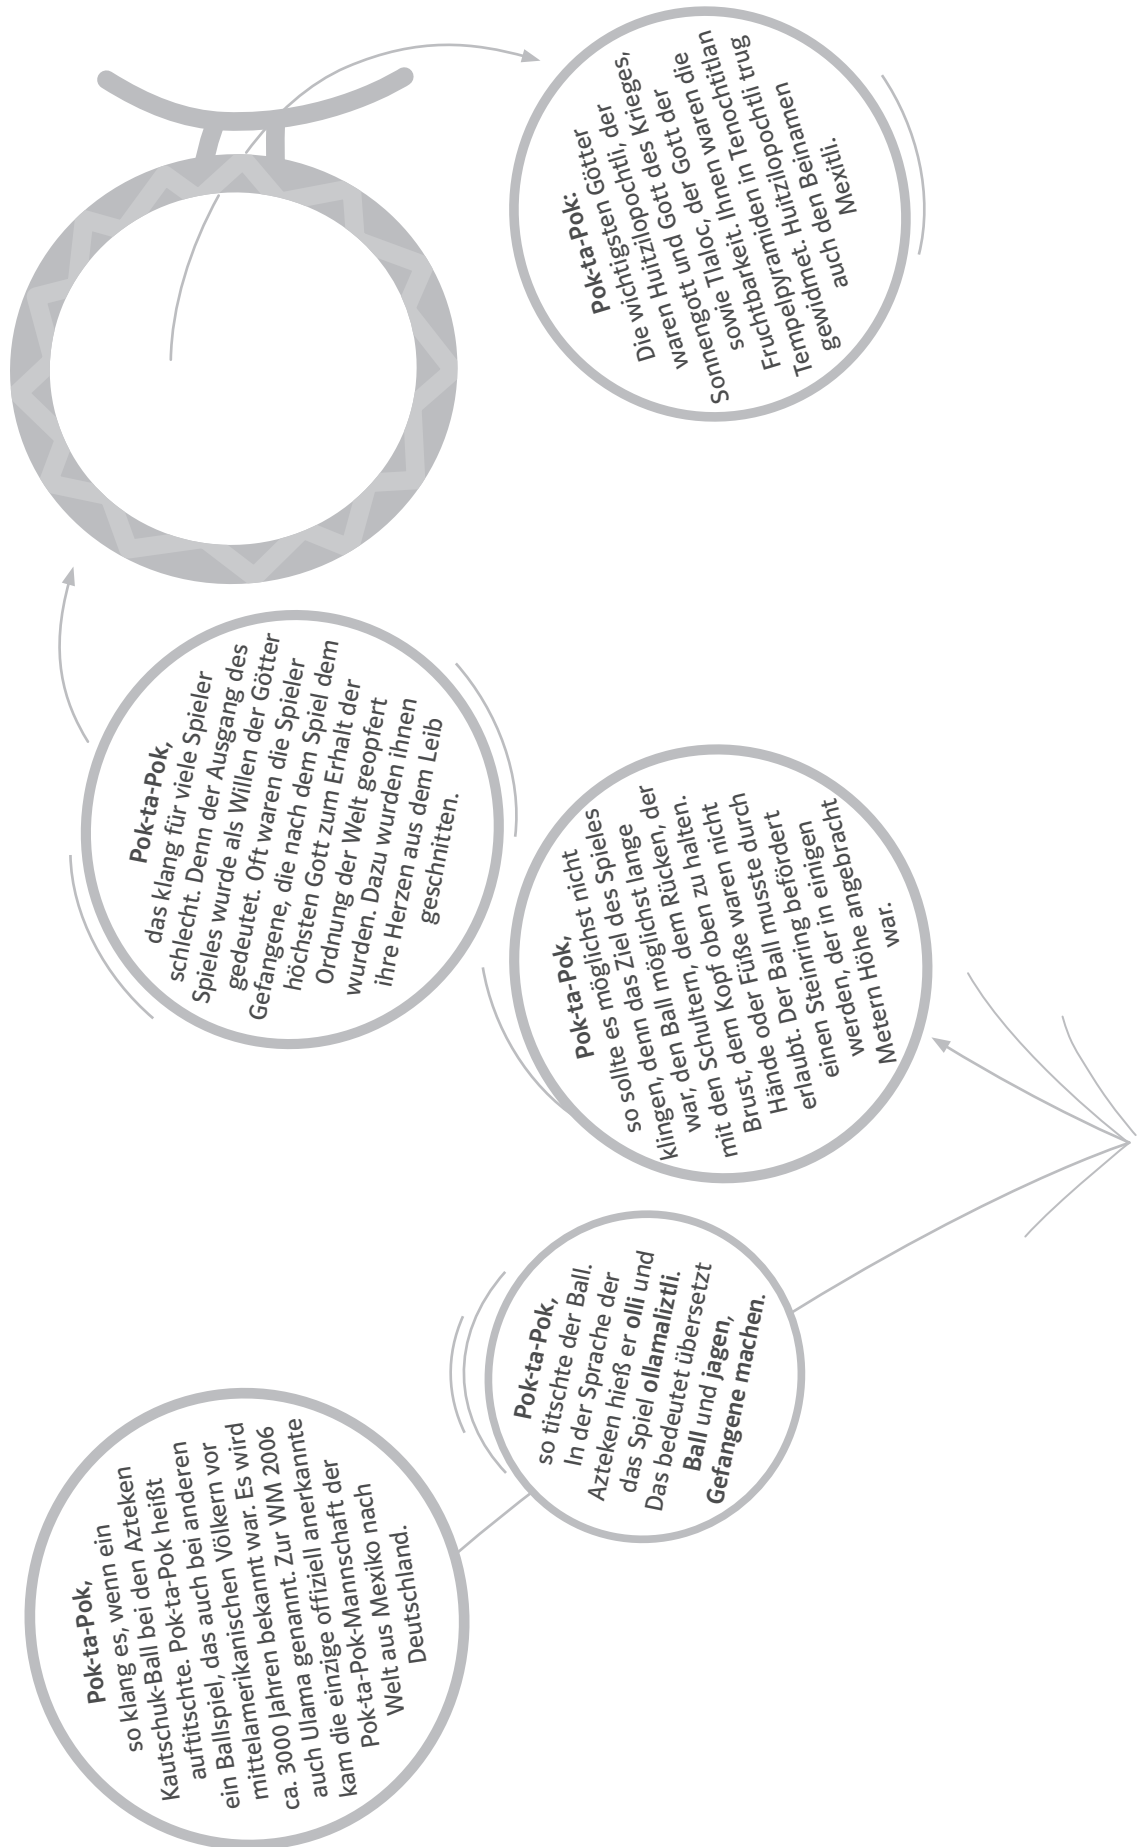 Pok-ta-Pok,
so klang es, wenn ein
Kautschuk-Ball bei den Azteken
auftitschte. Pok-ta-Pok heißt
ein Ballspiel, das auch bei anderen
mittelamerikanischen Völkern vor
ca. 3000 Jahren bekannt war. Es wird
auch Ulama genannt. Zur WM 2006
kam die einzige offiziell anerkannte
Pok-ta-Pok-Mannschaft der
Welt aus Mexiko nach
Deutschland.
Pok-ta-Pok,
so titschte der Ball.
In der Sprache der
Azteken hieß er olli und
das Spiel ollamaliztli.
Das bedeutet übersetzt
Ball und jagen,
Gefangene machen.
Pok-ta-Pok,
so sollte es möglichst nicht
klingen, denn das Ziel des Spieles
war, den Ball möglichst lange
mit den Schultern, dem Rücken, der
Brust, dem Kopf oben zu halten.
Hände oder Füße waren nicht
erlaubt. Der Ball musste durch
einen Steinring befördert
werden, der in einigen
Metern Höhe angebracht
war.
Pok-ta-Pok,
das klang für viele Spieler
schlecht. Denn der Ausgang des
Spieles wurde als Willen der Götter
gedeutet. Oft waren die Spieler
Gefangene, die nach dem Spiel dem
höchsten Gott zum Erhalt der
Ordnung der Welt geopfert
wurden. Dazu wurden ihnen
ihre Herzen aus dem Leib
geschnitten.
Pok-ta-Pok:
Die wichtigsten Götter
waren Huitzilopochtli, der
Sonnengott und Gott des Krieges,
sowie Tlaloc, der Gott der
Fruchtbarkeit. Ihnen waren die
Tempelpyramiden in Tenochtitlan
gewidmet. Huitzilopochtli trug
auch den Beinamen
Mexitli.